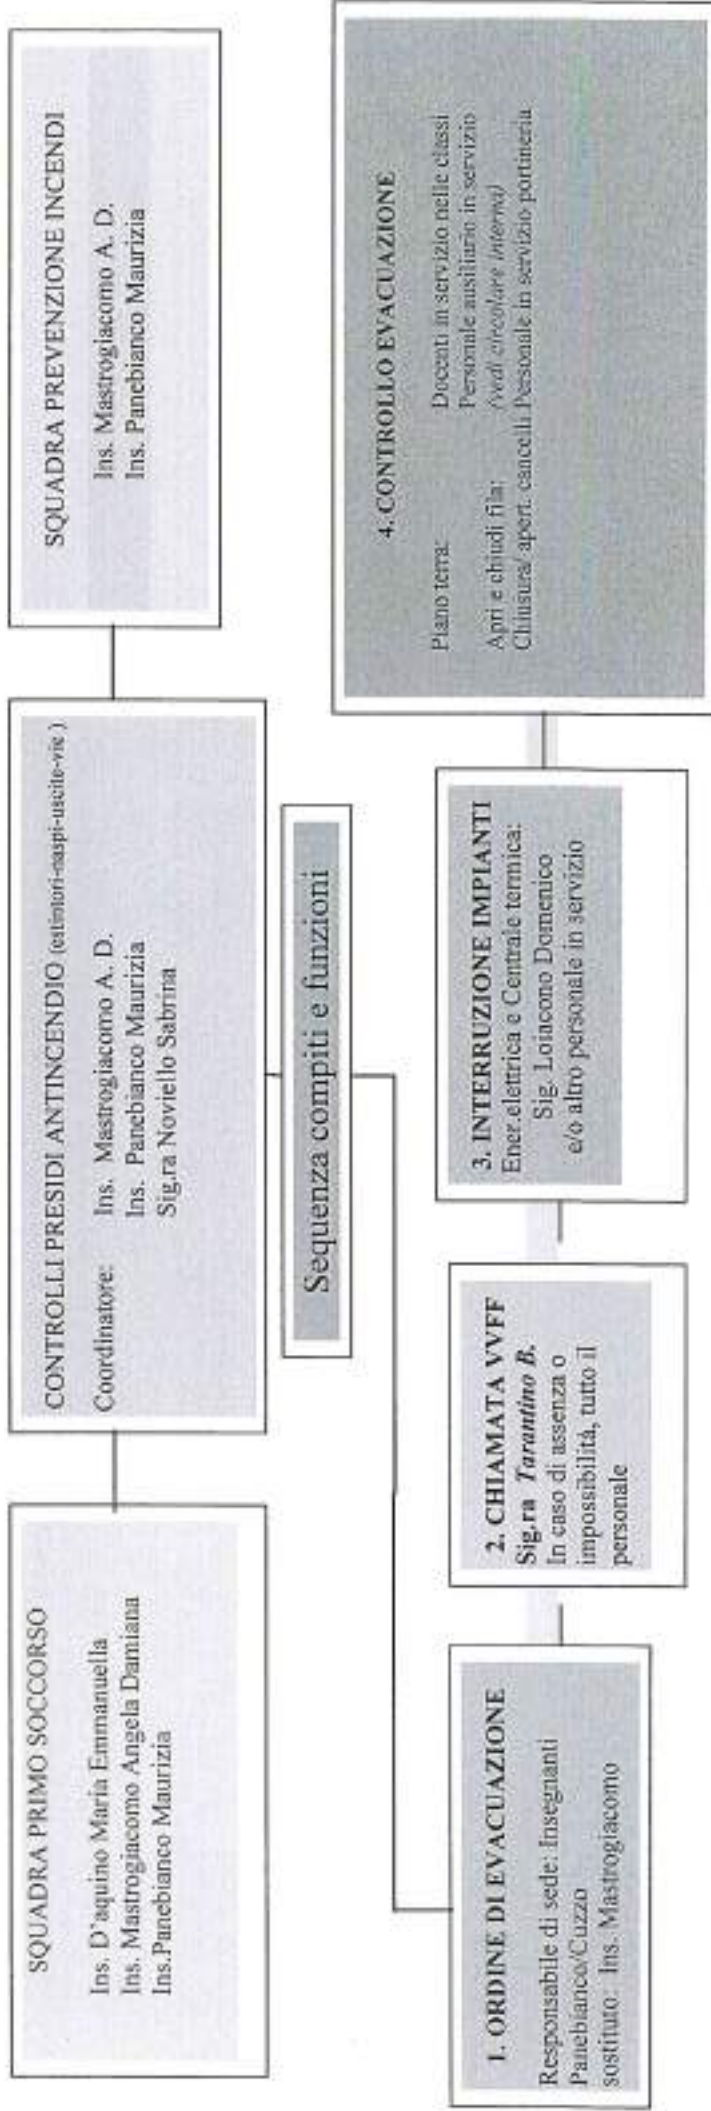 SQUADRA PRIMO SOCCORSO
Ins. D'aquino Maria Emmanuella
Ins. Mastrogiacomo Angela Damiana
Ins.Panebianco Maurizia
CONTROLLI PRESIDI ANTINCENDIO (estintori-naspi-uscite-vie )
Coordinatore: Ins. Mastrogiacomo A. D.
Ins. Panebianco Maurizia
Sig.ra Noviello Sabrina
SQUADRA PREVENZIONE INCENDI
Ins. Mastrogiacomo A. D.
Ins. Panebianco Maurizia
Sequenza compiti e funzioni
1. ORDINE DI EVACUAZIONE
Responsabile di sede: Insegnanti
Panebianco/Cuzzo
sostituto: Ins. Mastrogiacomo
2. CHIAMATA VVFF
Sig.ra Tarantino B.
In caso di assenza o
impossibilità, tutto il
personale
3. INTERRUZIONE IMPIANTI
Ener.elettrica e Centrale termica:
Sig. Loiacono Domenico
e/o altro personale in servizio
4. CONTROLLO EVACUAZIONE
Piano terra: Docenti in servizio nelle classi
Personale ausiliario in servizio
Apri e chiudi fila: (vedi circolare interna)
Chiusura/ apert. cancelli Personale in servizio portineria